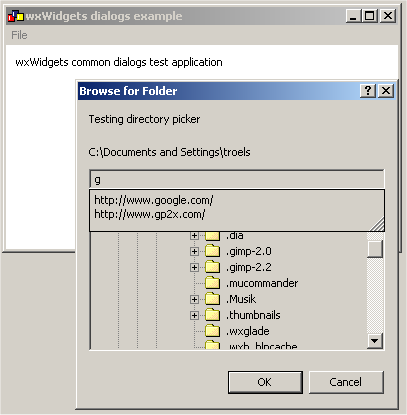 wxWidgets dialogs example
File
wxWidgets common dialogs test application
Browse for Folder
Testing directory picker
C:\Documents and Settings\troels
g
http://www.google.com/
http://www.gp2x.com/
.dia
.gimp-2.0
.gimp-2.2
.mucommander
.Musik
.thumbnails
.wxglade
.wxh_hlpcache
OK
Cancel